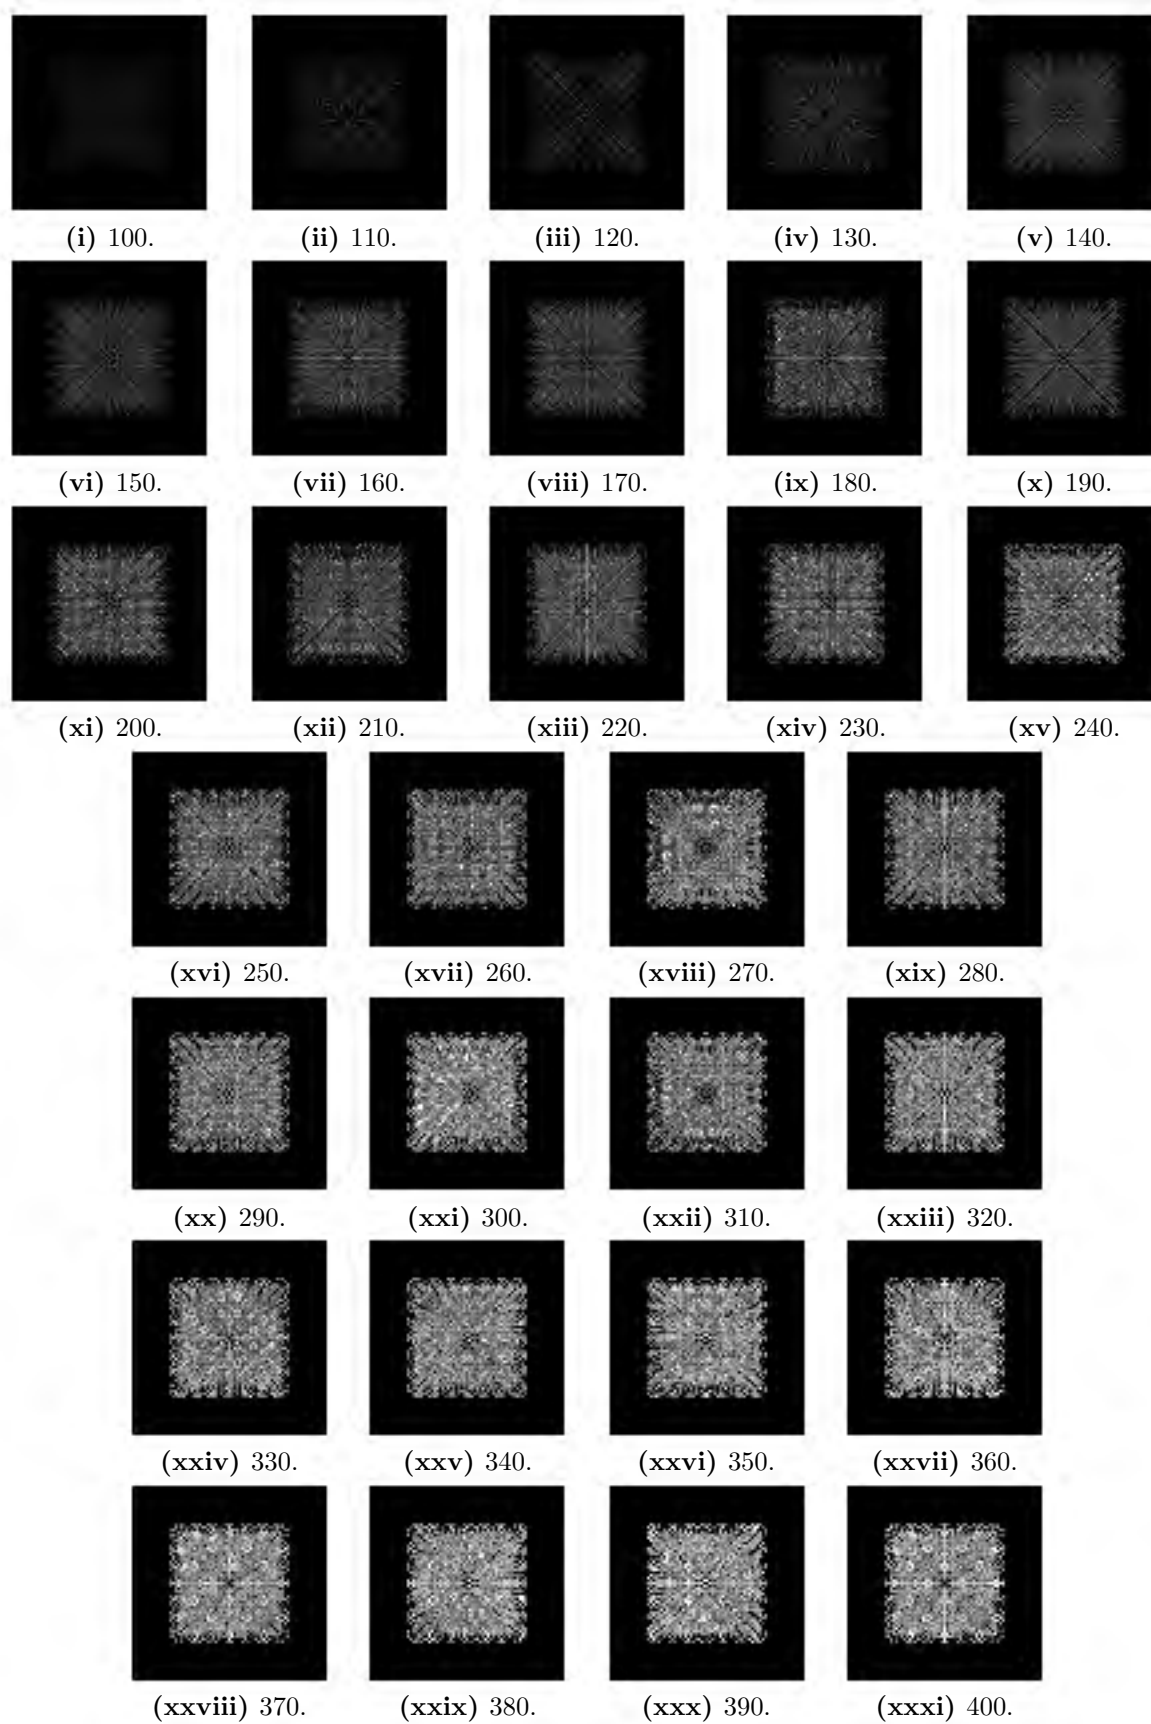 (i) 100. (ii) 110. (iii) 120. (iv) 130. (v) 140.
(vi) 150. (vii) 160. (viii) 170. (ix) 180. (x) 190.
(xi) 200. (xii) 210. (xiii) 220. (xiv) 230. (xv) 240.
(xvi) 250. (xvii) 260. (xviii) 270. (xix) 280.
(xx) 290. (xxi) 300. (xxii) 310. (xxiii) 320.
(xxiv) 330. (xxv) 340. (xxvi) 350. (xxvii) 360.
(xxviii) 370. (xxix) 380. (xxx) 390. (xxxi) 400.